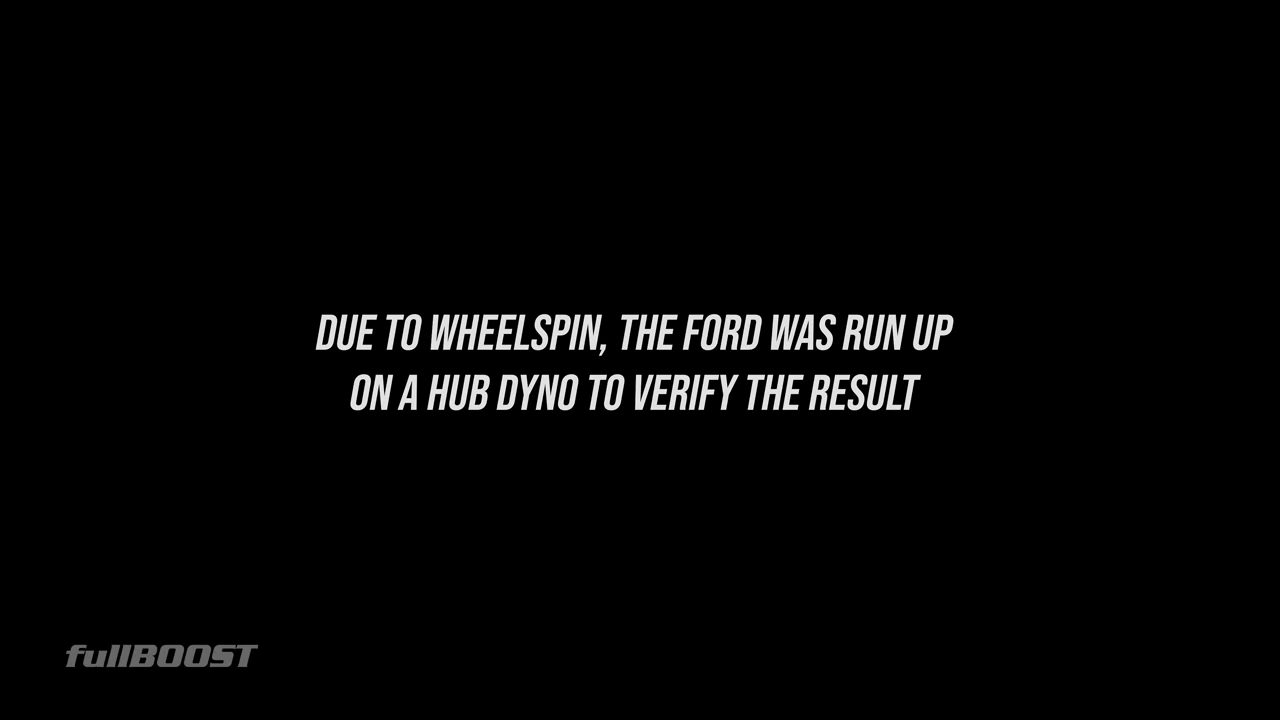 DUE TO WHEELSPIN, THE FORD WAS RUN UP
ON A HUB DYNO TO VERIFY THE RESULT
fullBOOST